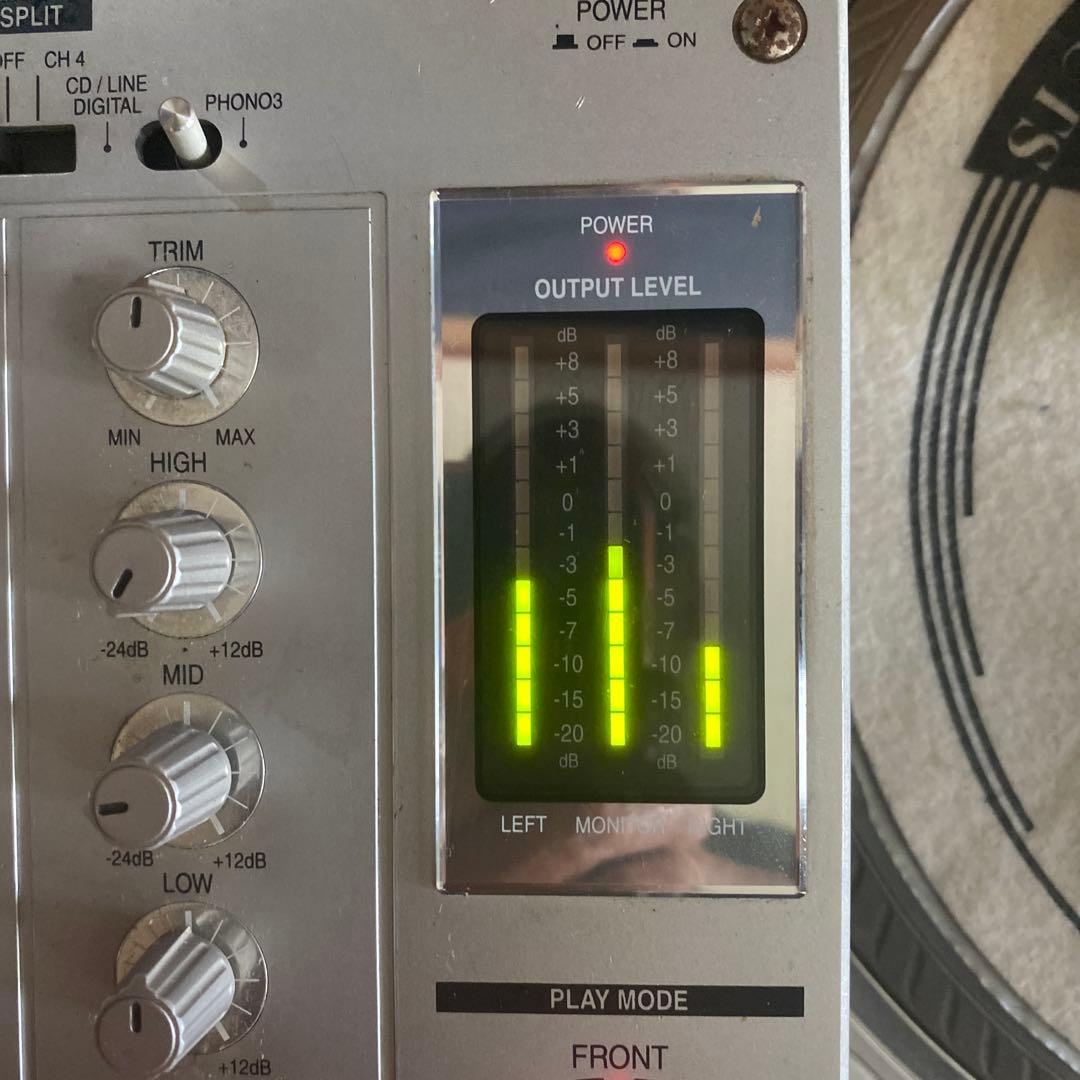 SPLIT
CH 4
CD / LINE
DIGITAL
PHONO3
POWER
OFF ON
TRIM
MIN MAX
HIGH
-24dB +12dB
MID
-24dB +12dB
LOW
+12dB
POWER
OUTPUT LEVEL
dB dB
+8 +8
+5 +5
+3 +3
+1 +1
0 0
-1 -1
-3 -3
-5 -5
-7 -7
-10 -10
-15 -15
-20 -20
dB dB
LEFT MONITOR RIGHT
PLAY MODE
FRONT